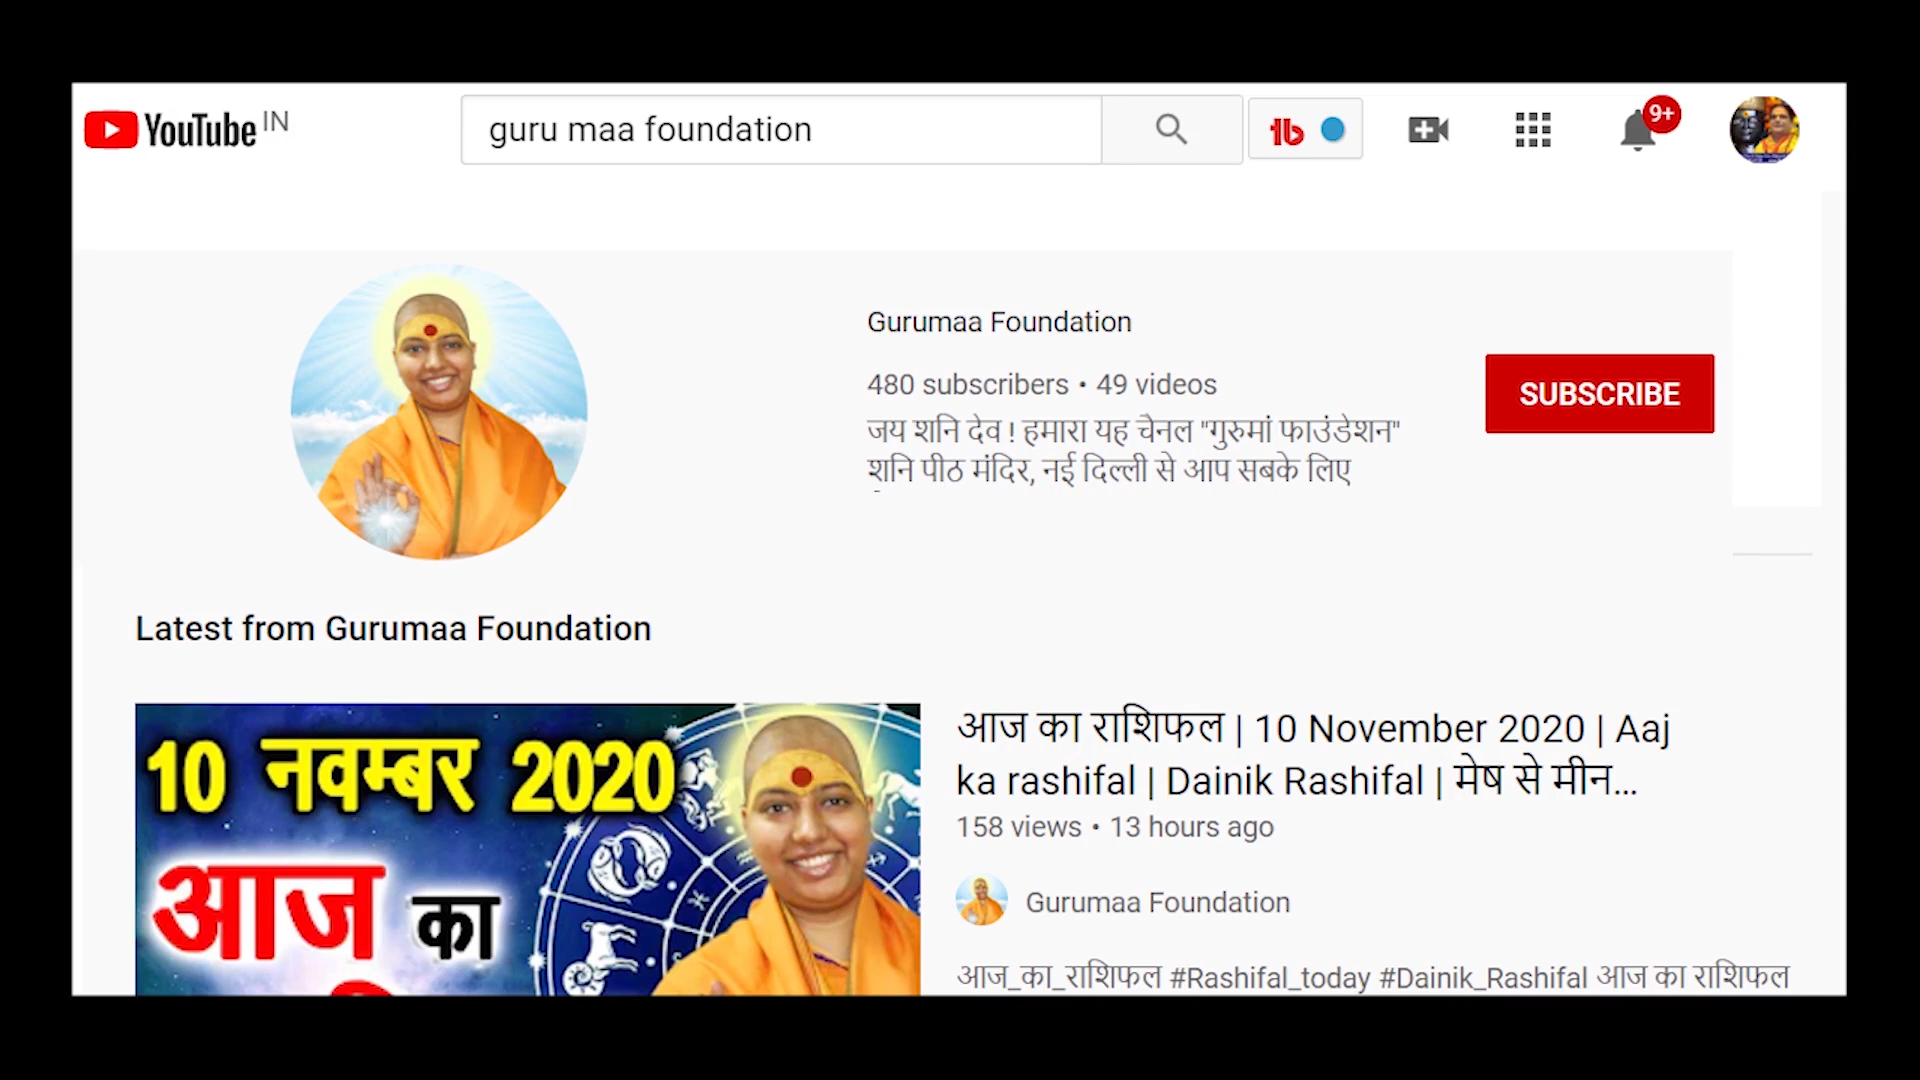 YouTube IN
guru maa foundation
tb
9+
Gurumaa Foundation
480 subscribers • 49 videos
जय शनि देव ! हमारा यह चैनल "गुरुमां फाउंडेशन"
शनि पीठ मंदिर, नई दिल्ली से आप सबके लिए
SUBSCRIBE
Latest from Gurumaa Foundation
10 नवम्बर 2020
आज का
आज का राशिफल | 10 November 2020 | Aaj
ka rashifal | Dainik Rashifal | मेष से मीन...
158 views • 13 hours ago
Gurumaa Foundation
आज_का_राशिफल #Rashifal_today #Dainik_Rashifal आज का राशिफल